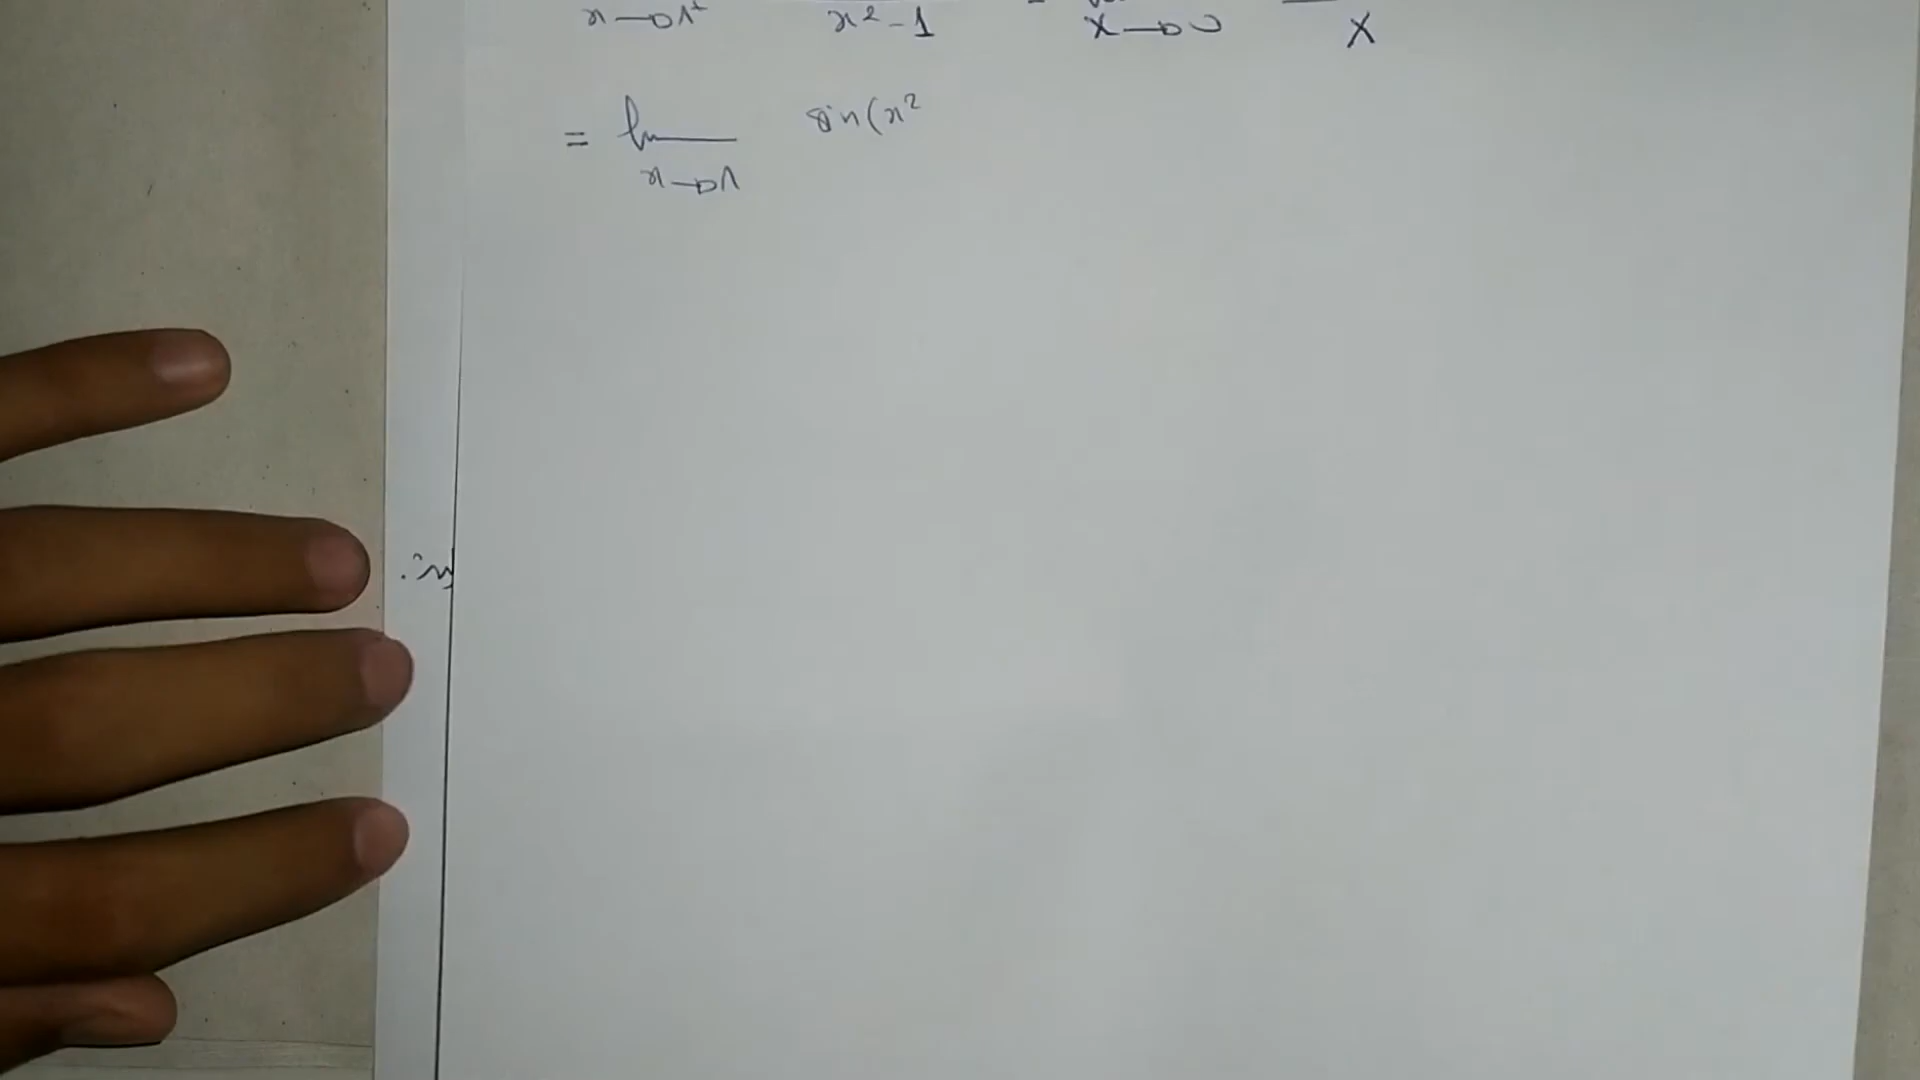 x → 1⁺ x² - 1 = X → 0 X
= lim sin(x²
x → 1